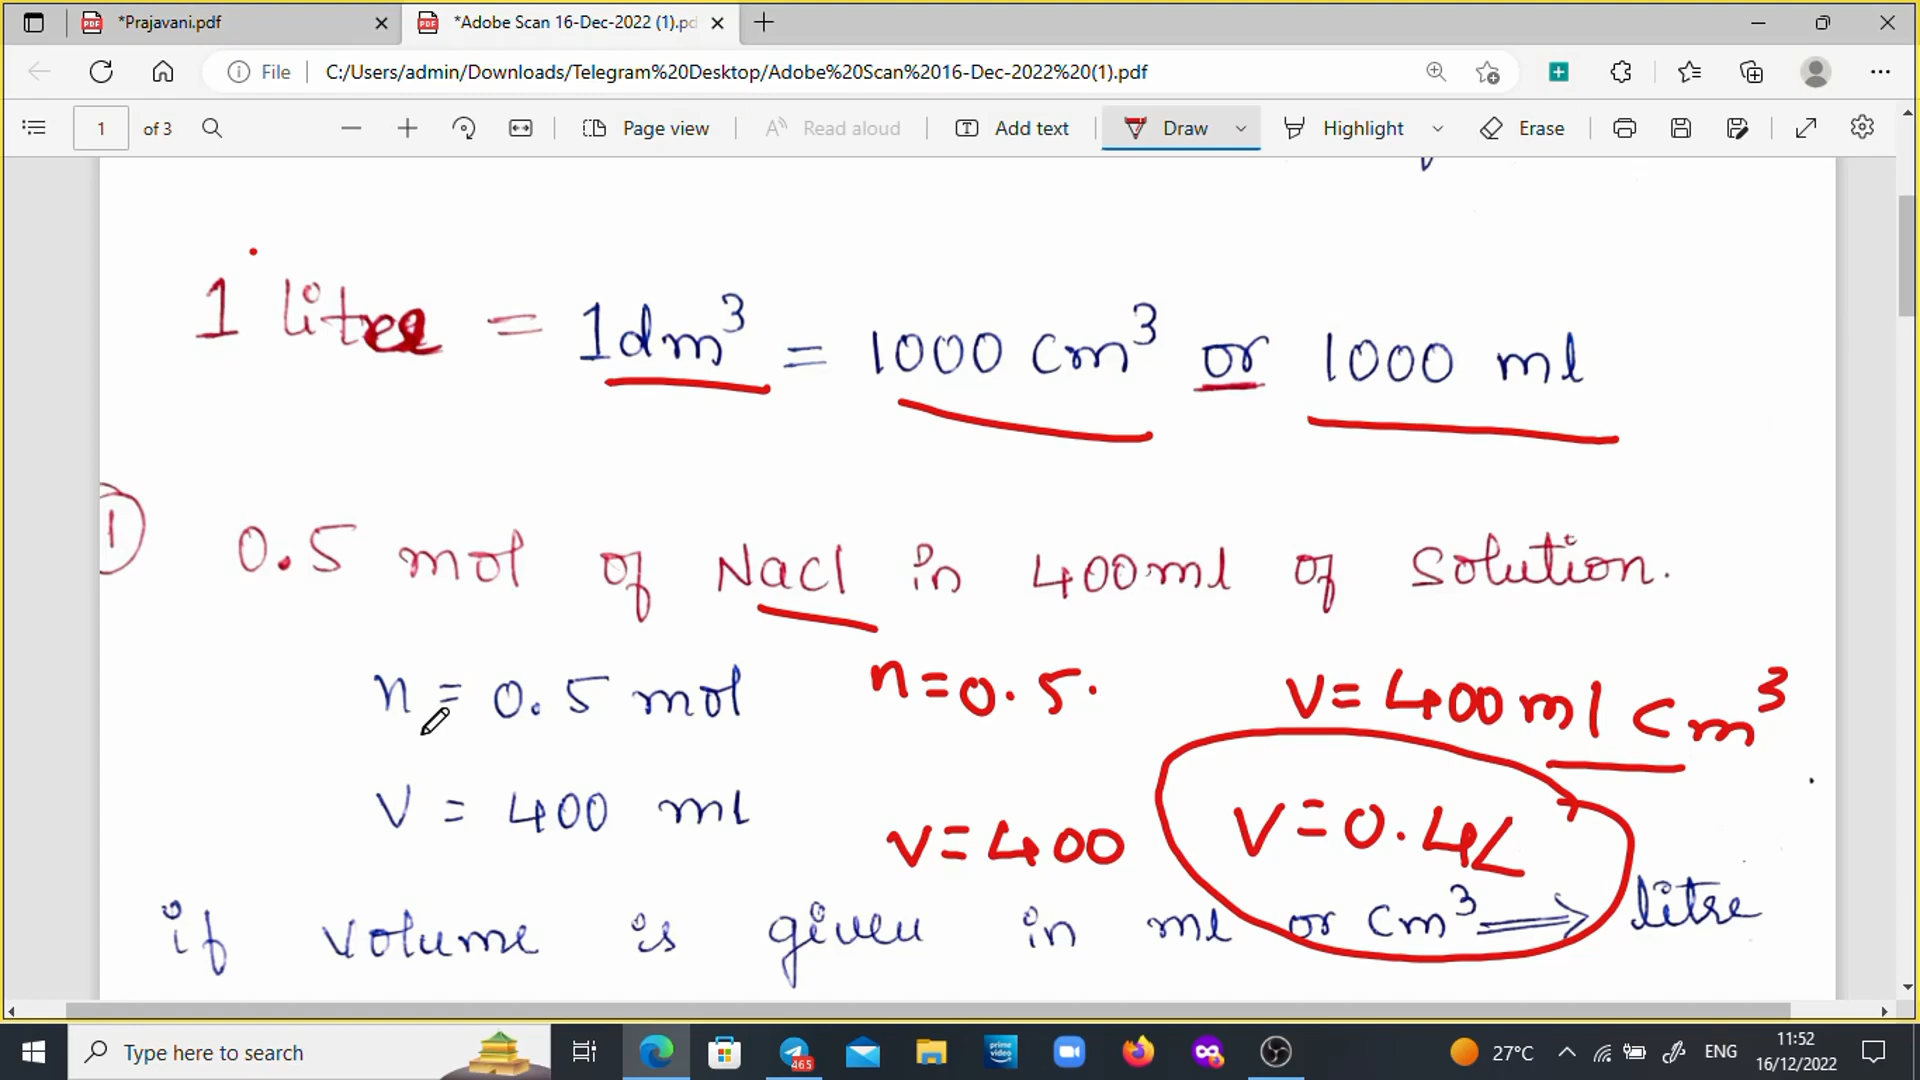 *Prajavani.pdf
*Adobe Scan 16-Dec-2022 (1).pd
File C:/Users/admin/Downloads/Telegram%20Desktop/Adobe%20Scan%2016-Dec-2022%20(1).pdf
1 of 3 Page view Read aloud Add text Draw Highlight Erase
1 litre = 1dm³ = 1000 cm³ or 1000 ml
① 0.5 mol of Nacl in 400ml of solution.
n = 0.5 mol n=0.5. V=400ml cm³
V = 400 ml V=400 V=0.4L
if volume is given in ml or cm³ ⟹ litre
Type here to search 465 prime video 27°C ENG 11:52
16/12/2022